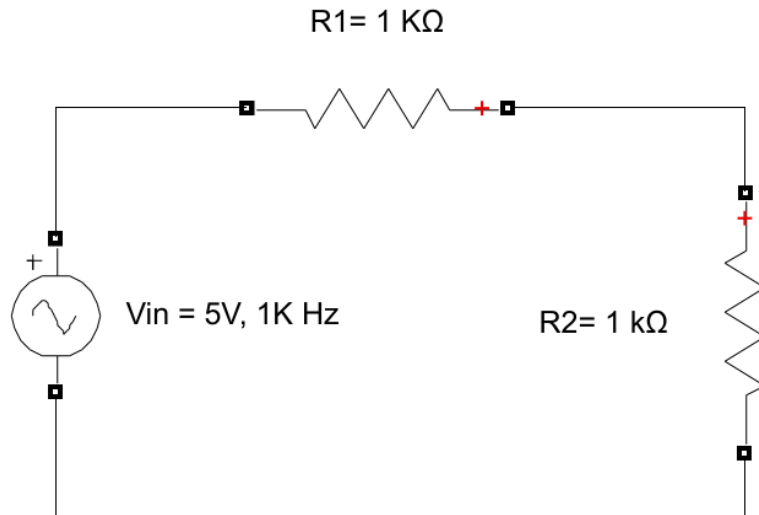 R1= 1 KΩ
+
+
+
Vin = 5V, 1K Hz
R2= 1 kΩ